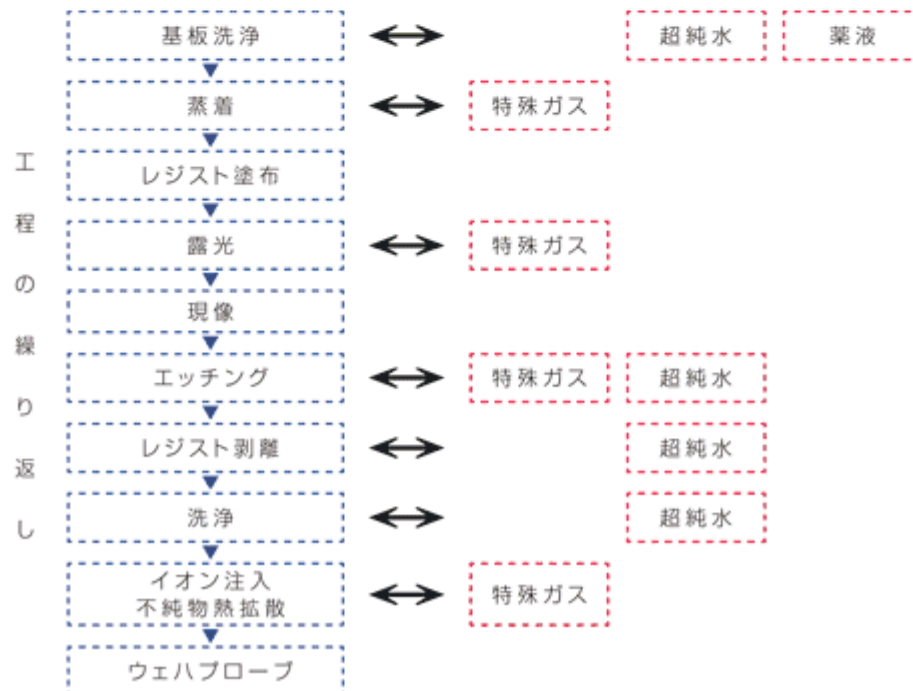 基板洗浄 超純水 薬液
蒸着 特殊ガス
レジスト塗布
露光 特殊ガス
現像
エッチング 特殊ガス 超純水
レジスト剥離 超純水
洗浄 超純水
イオン注入
不純物熱拡散
特殊ガス
ウェハプローブ
工程の繰り返し